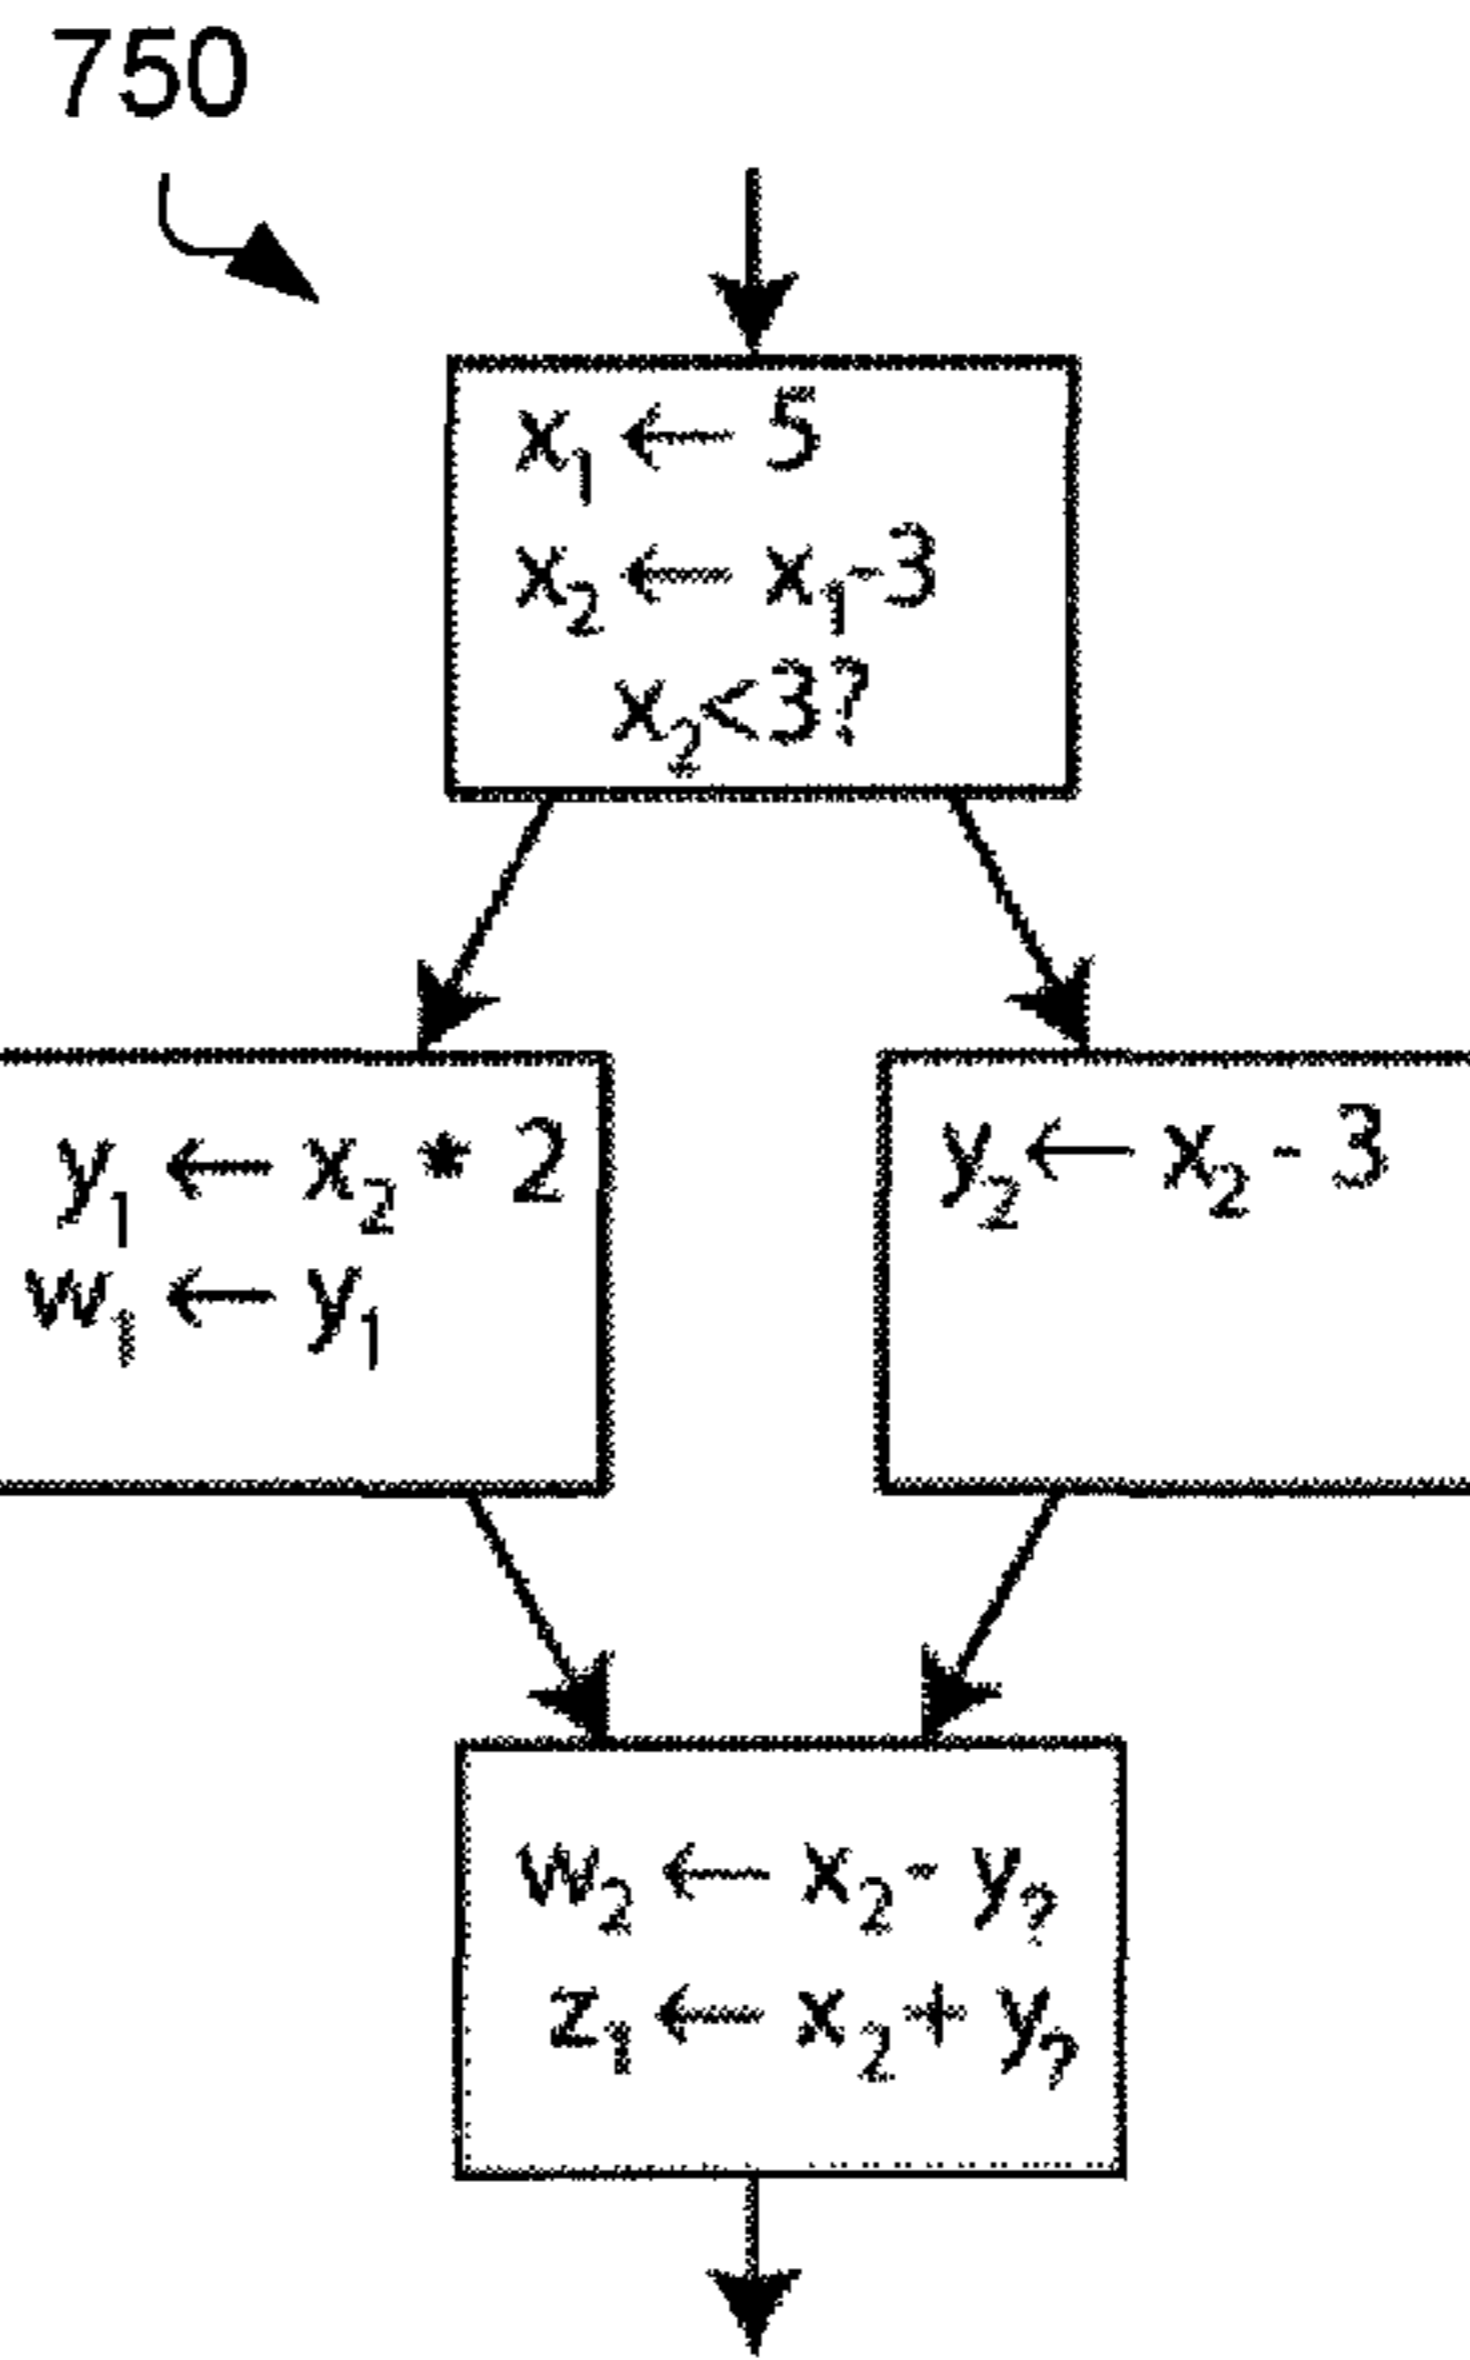 750
x₁ ← 5
x₂ ← x₁-3
x₂<3?
y₁ ← x₂ * 2
w₁ ← y₁
y₂ ← x₂ - 3
w₂ ← x₂ - y?
z₁ ← x₂ + y?